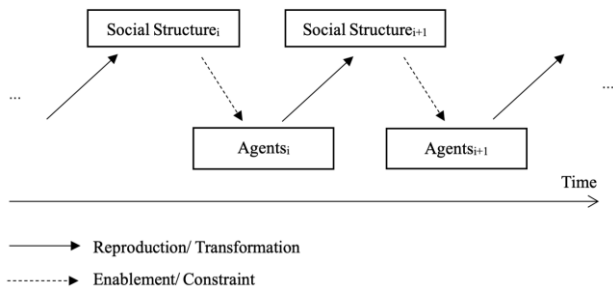 Social Structureᵢ
Social Structureᵢ₊₁
...
...
Agentsᵢ
Agentsᵢ₊₁
Time
Reproduction/ Transformation
Enablement/ Constraint